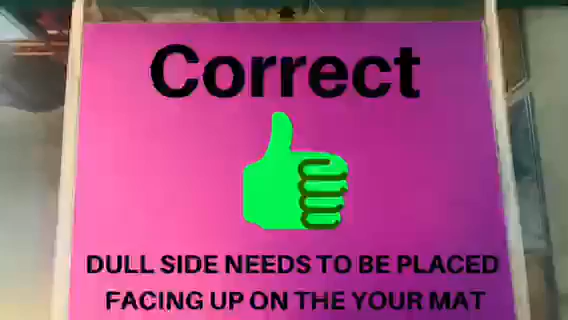 Correct
DULL SIDE NEEDS TO BE PLACED
FACING UP ON THE YOUR MAT